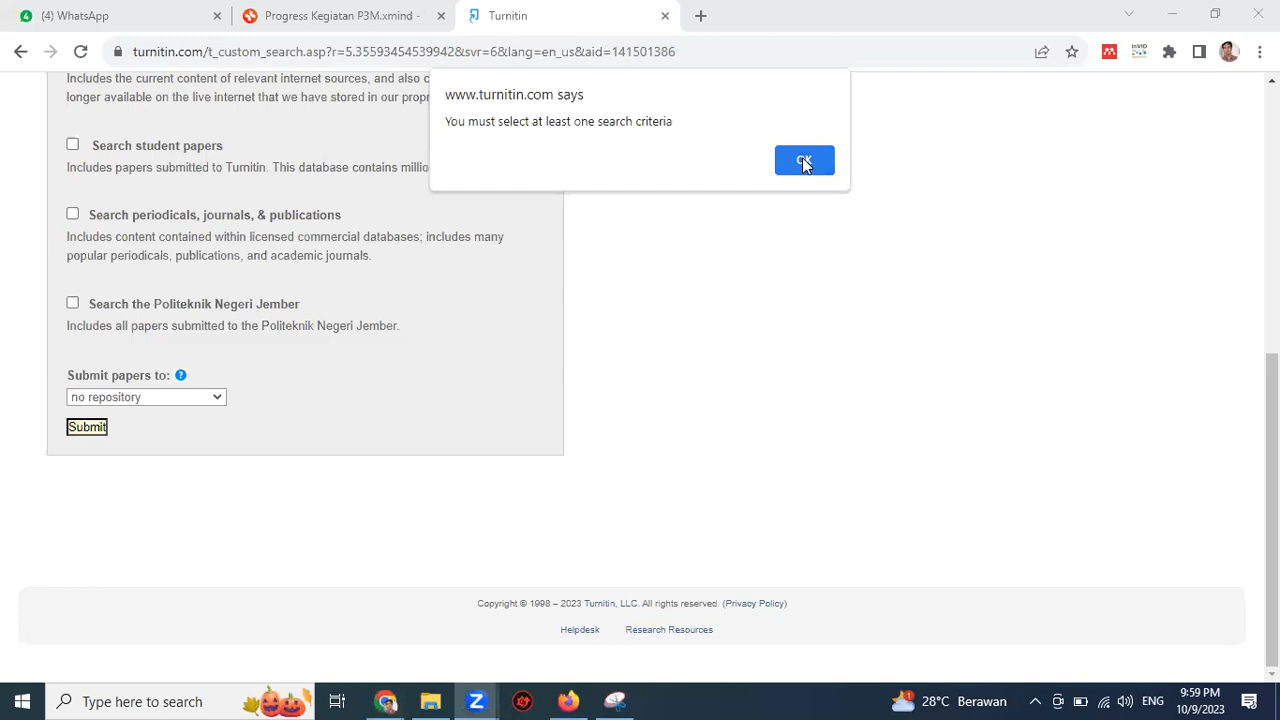 (4) WhatsApp
Progress Kegiatan P3M.xmind -
Turnitin
turnitin.com/t_custom_search.asp?r=5.35593454539942&svr=6&lang=en_us&aid=141501386
Includes the current content of relevant internet sources, and also c
longer available on the live internet that we have stored in our propr
www.turnitin.com says
You must select at least one search criteria
OK
Search student papers
Includes papers submitted to Turnitin. This database contains millio
Search periodicals, journals, & publications
Includes content contained within licensed commercial databases; includes many
popular periodicals, publications, and academic journals.
Search the Politeknik Negeri Jember
Includes all papers submitted to the Politeknik Negeri Jember.
Submit papers to: ?
no repository
Submit
Copyright © 1998 – 2023 Turnitin, LLC. All rights reserved. (Privacy Policy)
Helpdesk Research Resources
Type here to search
28°C Berawan
ENG
9:59 PM
10/9/2023